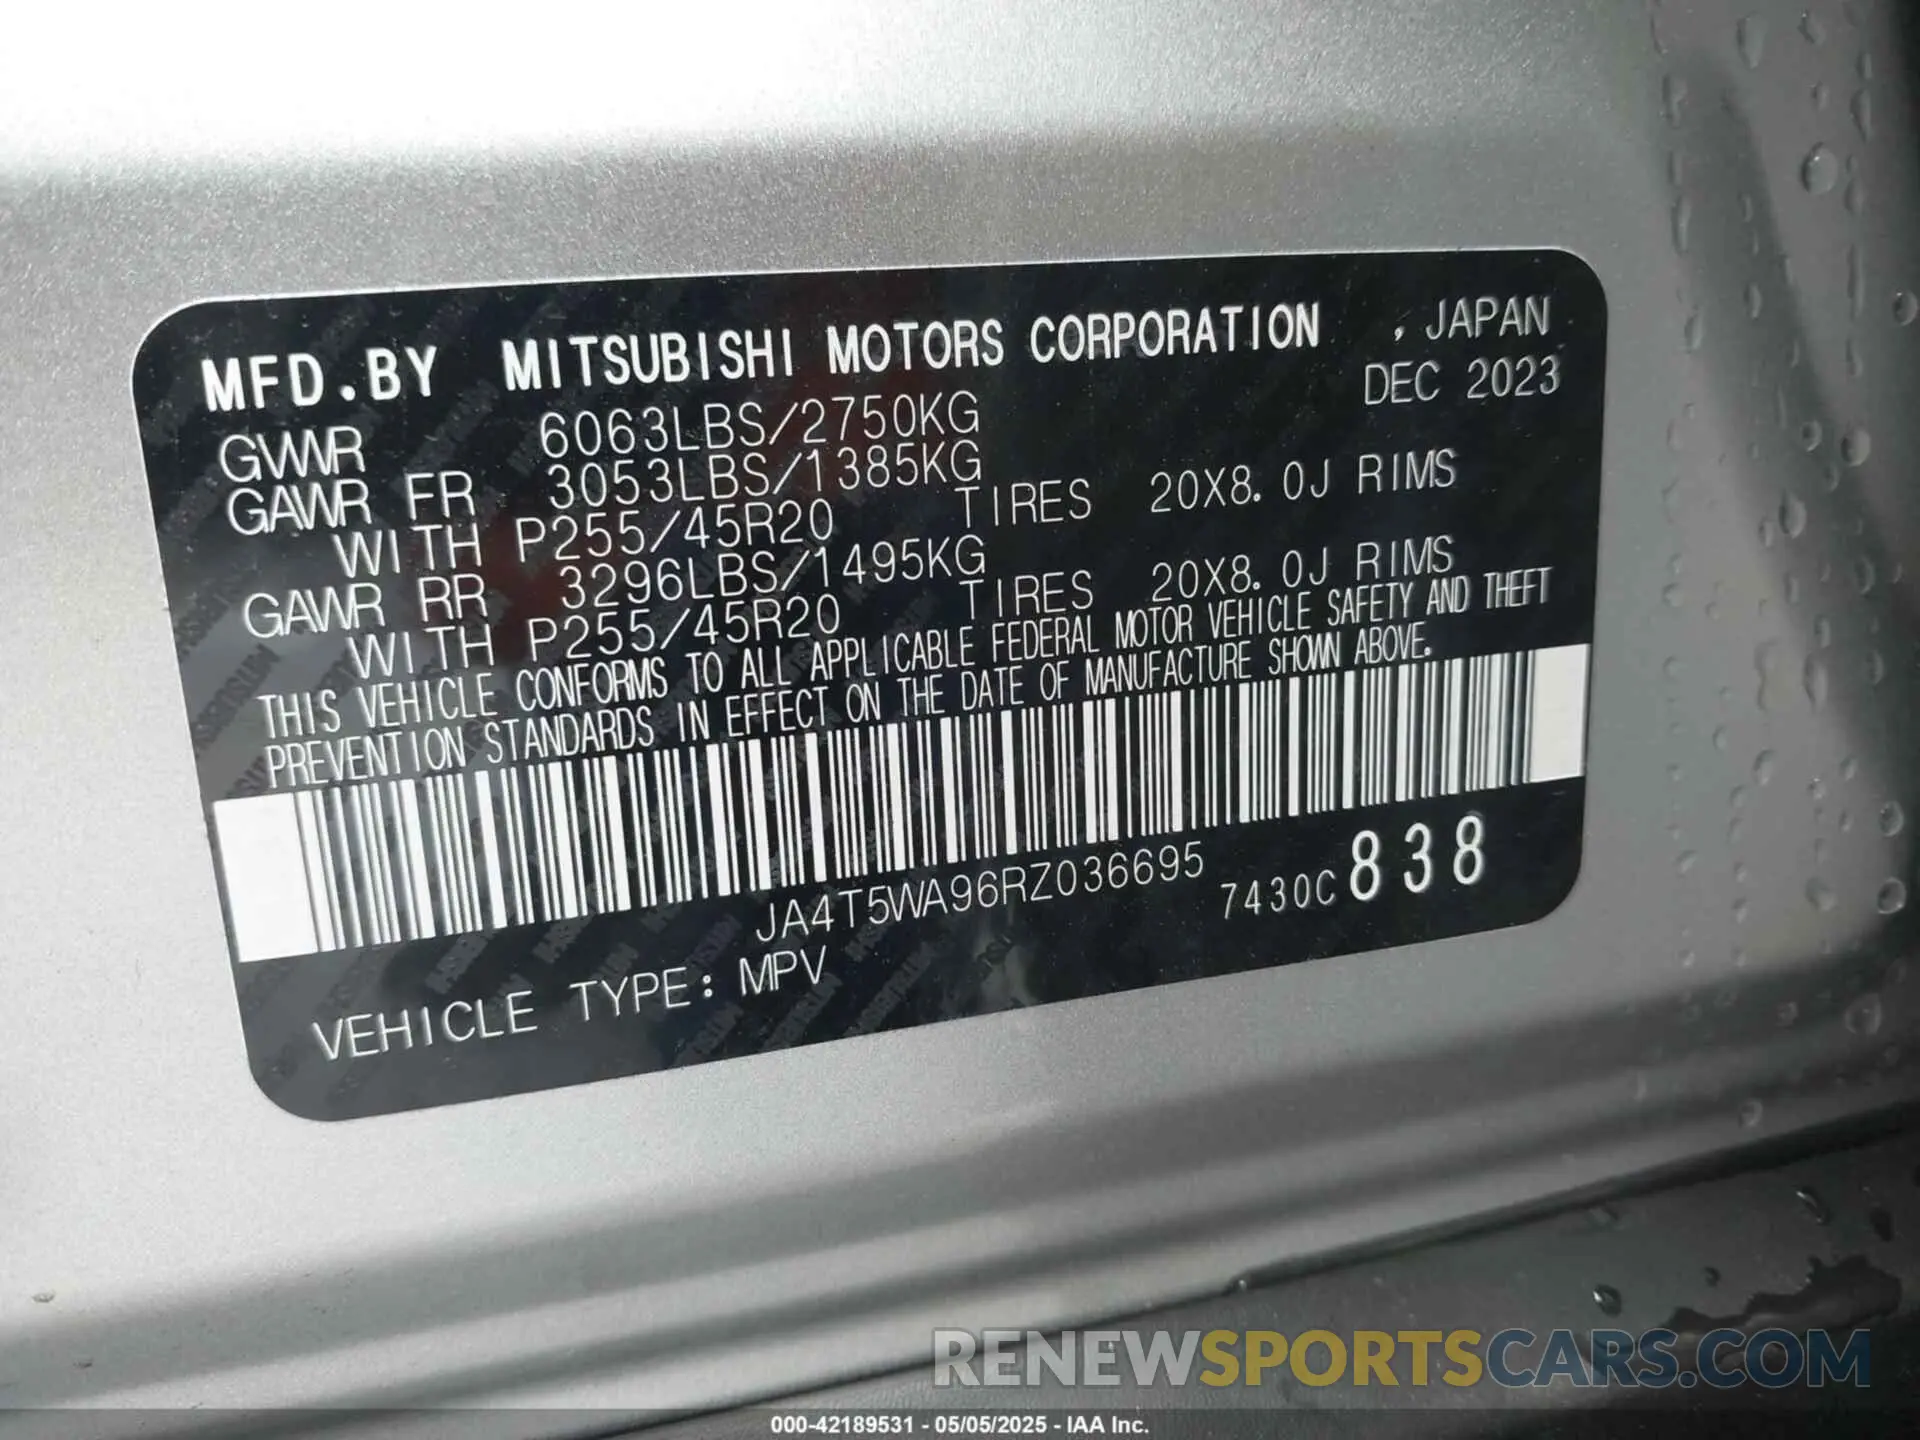 MFD.BY MITSUBISHI MOTORS CORPORATION , JAPAN
GVWR 6063LBS/2750KG DEC 2023
GAWR FR 3053LBS/1385KG
WITH P255/45R20 TIRES 20X8.0J RIMS
GAWR RR 3296LBS/1495KG
WITH P255/45R20 TIRES 20X8.0J RIMS
THIS VEHICLE CONFORMS TO ALL APPLICABLE FEDERAL MOTOR VEHICLE SAFETY AND THEFT
PREVENTION STANDARDS IN EFFECT ON THE DATE OF MANUFACTURE SHOWN ABOVE.
JA4T5WA96RZ036695 7430C 838
VEHICLE TYPE: MPV
RENEWSPORTSCARS.COM
000-42189531 - 05/05/2025 - IAA Inc.